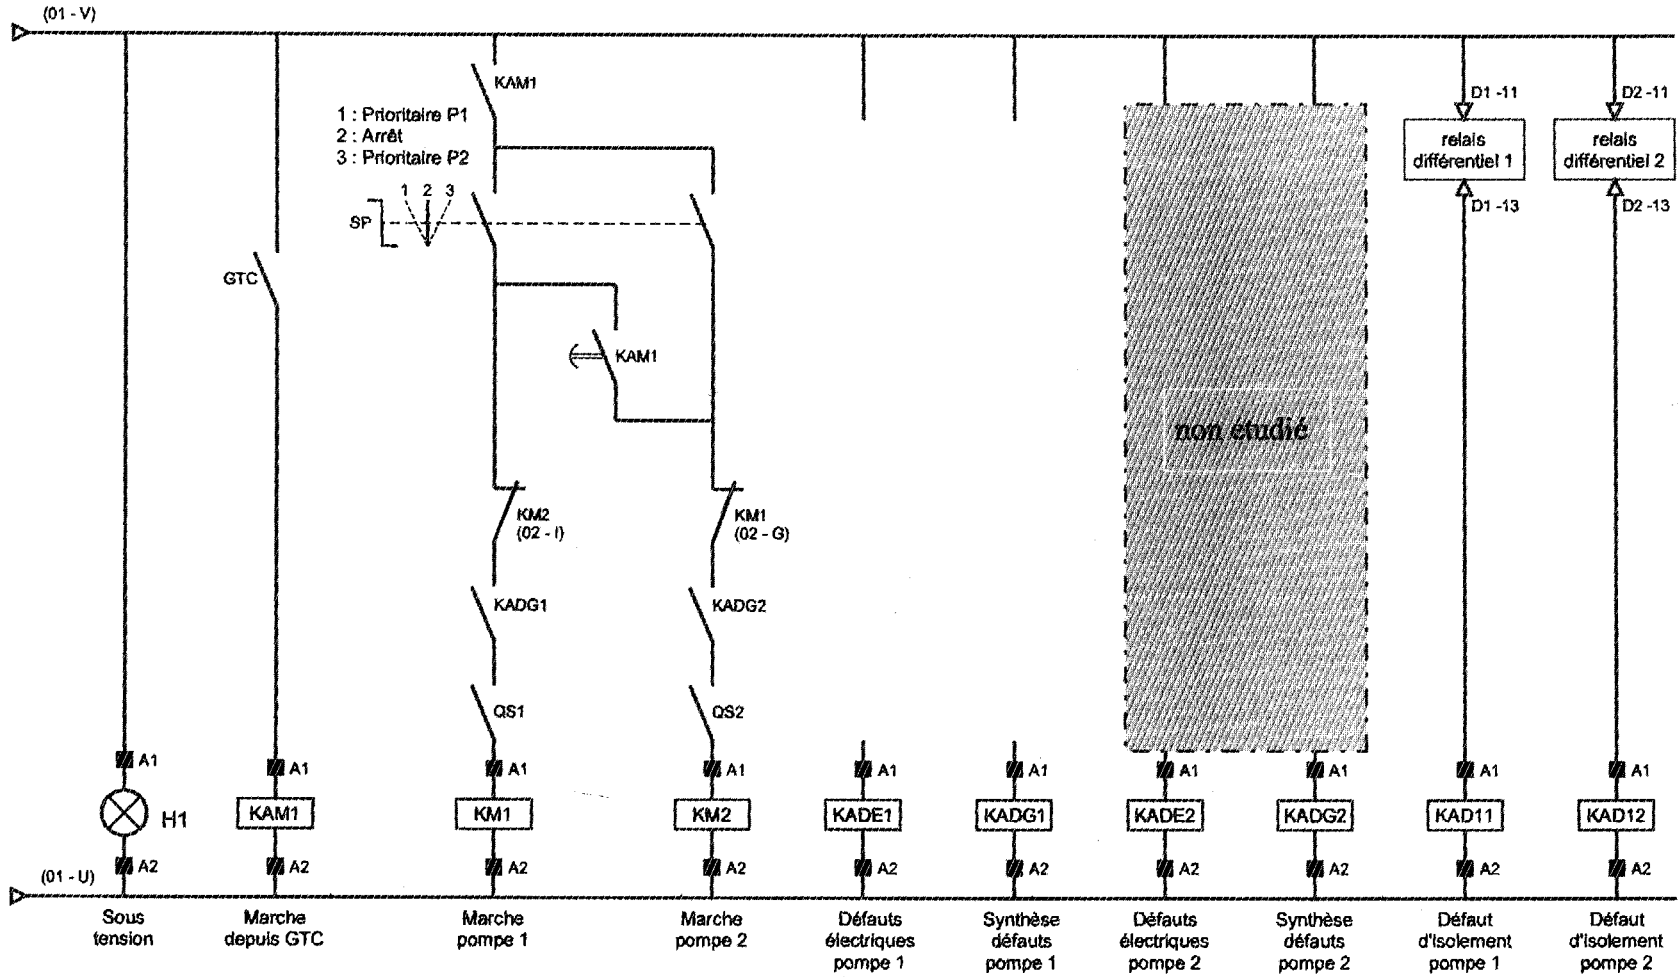 (01 - V)
KAM1
1 : Prioritaire P1
2 : Arrêt
3 : Prioritaire P2
1 2 3
SP
GTC
KAM1
KM2
(02 - I)
KM1
(02 - G)
KADG1
KADG2
QS1
QS2
non etudié
D1 -11
D2 -11
relais
différentiel 1
relais
différentiel 2
D1 -13
D2 -13
A1 A1 A1 A1 A1 A1 A1 A1 A1 A1
H1
KAM1
KM1
KM2
KADE1
KADG1
KADE2
KADG2
KAD11
KAD12
A2 A2 A2 A2 A2 A2 A2 A2 A2 A2
(01 - U)
Sous
tension
Marche
depuis GTC
Marche
pompe 1
Marche
pompe 2
Défauts
électriques
pompe 1
Synthèse
défauts
pompe 1
Défauts
électriques
pompe 2
Synthèse
défauts
pompe 2
Défaut
d'isolement
pompe 1
Défaut
d'isolement
pompe 2